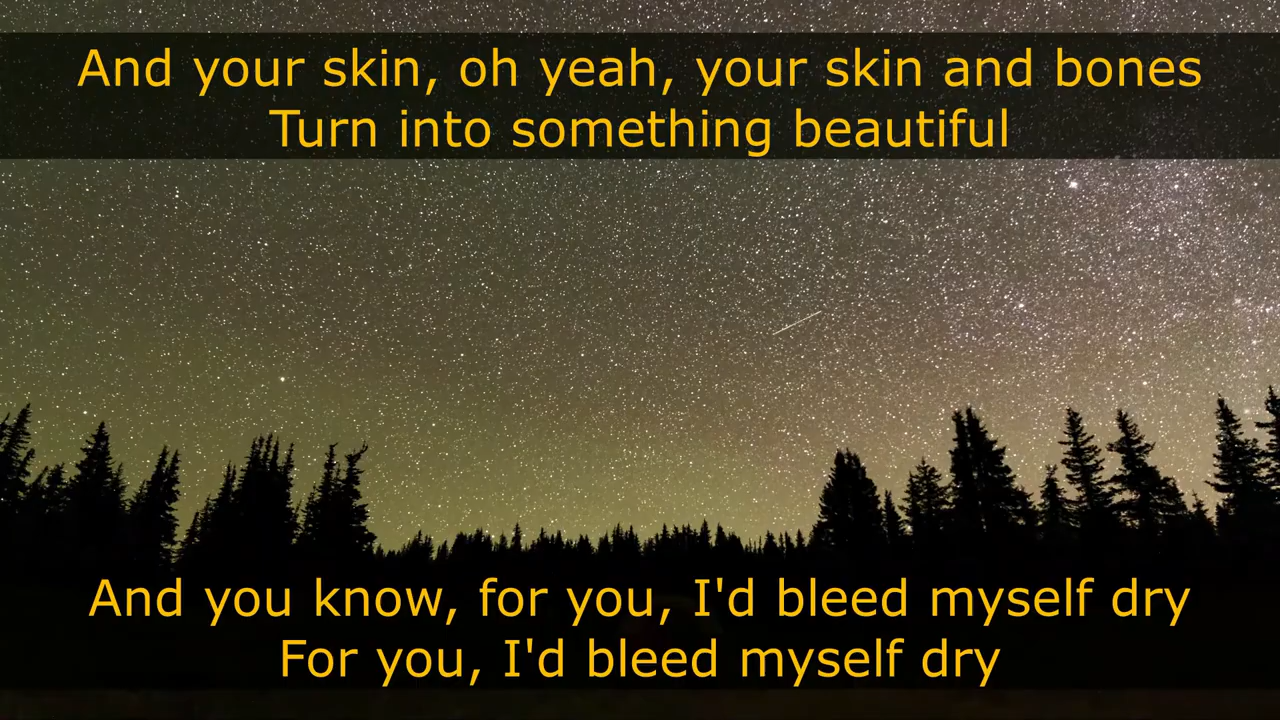 And your skin, oh yeah, your skin and bones
Turn into something beautiful
And you know, for you, I'd bleed myself dry
For you, I'd bleed myself dry